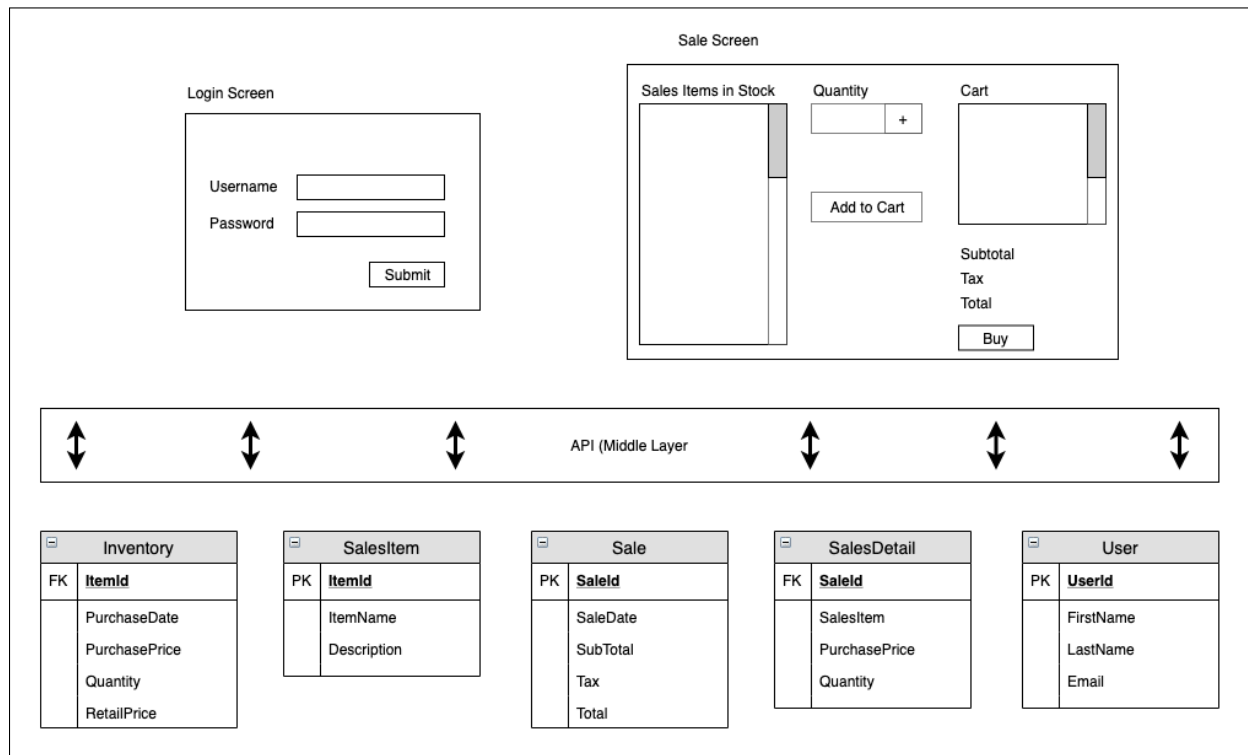 Sale Screen
Login Screen
Sales Items in Stock
Quantity
Cart
+
Username
Password
Submit
Add to Cart
Subtotal
Tax
Total
Buy
API (Middle Layer
Inventory
FK ItemId
PurchaseDate
PurchasePrice
Quantity
RetailPrice
SalesItem
PK ItemId
ItemName
Description
Sale
PK SaleId
SaleDate
SubTotal
Tax
Total
SalesDetail
FK SaleId
SalesItem
PurchasePrice
Quantity
User
PK UserId
FirstName
LastName
Email